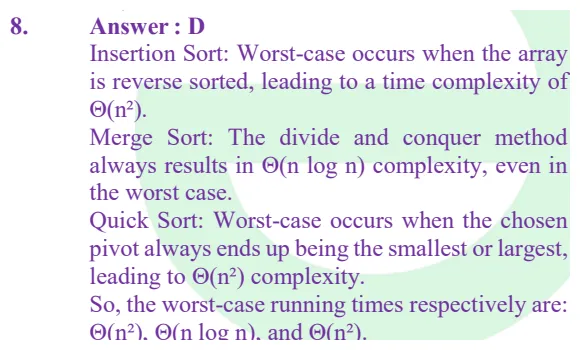 8. Answer : D
Insertion Sort: Worst-case occurs when the array
is reverse sorted, leading to a time complexity of
Θ(n²).
Merge Sort: The divide and conquer method
always results in Θ(n log n) complexity, even in
the worst case.
Quick Sort: Worst-case occurs when the chosen
pivot always ends up being the smallest or largest,
leading to Θ(n²) complexity.
So, the worst-case running times respectively are:
Θ(n²), Θ(n log n), and Θ(n²).